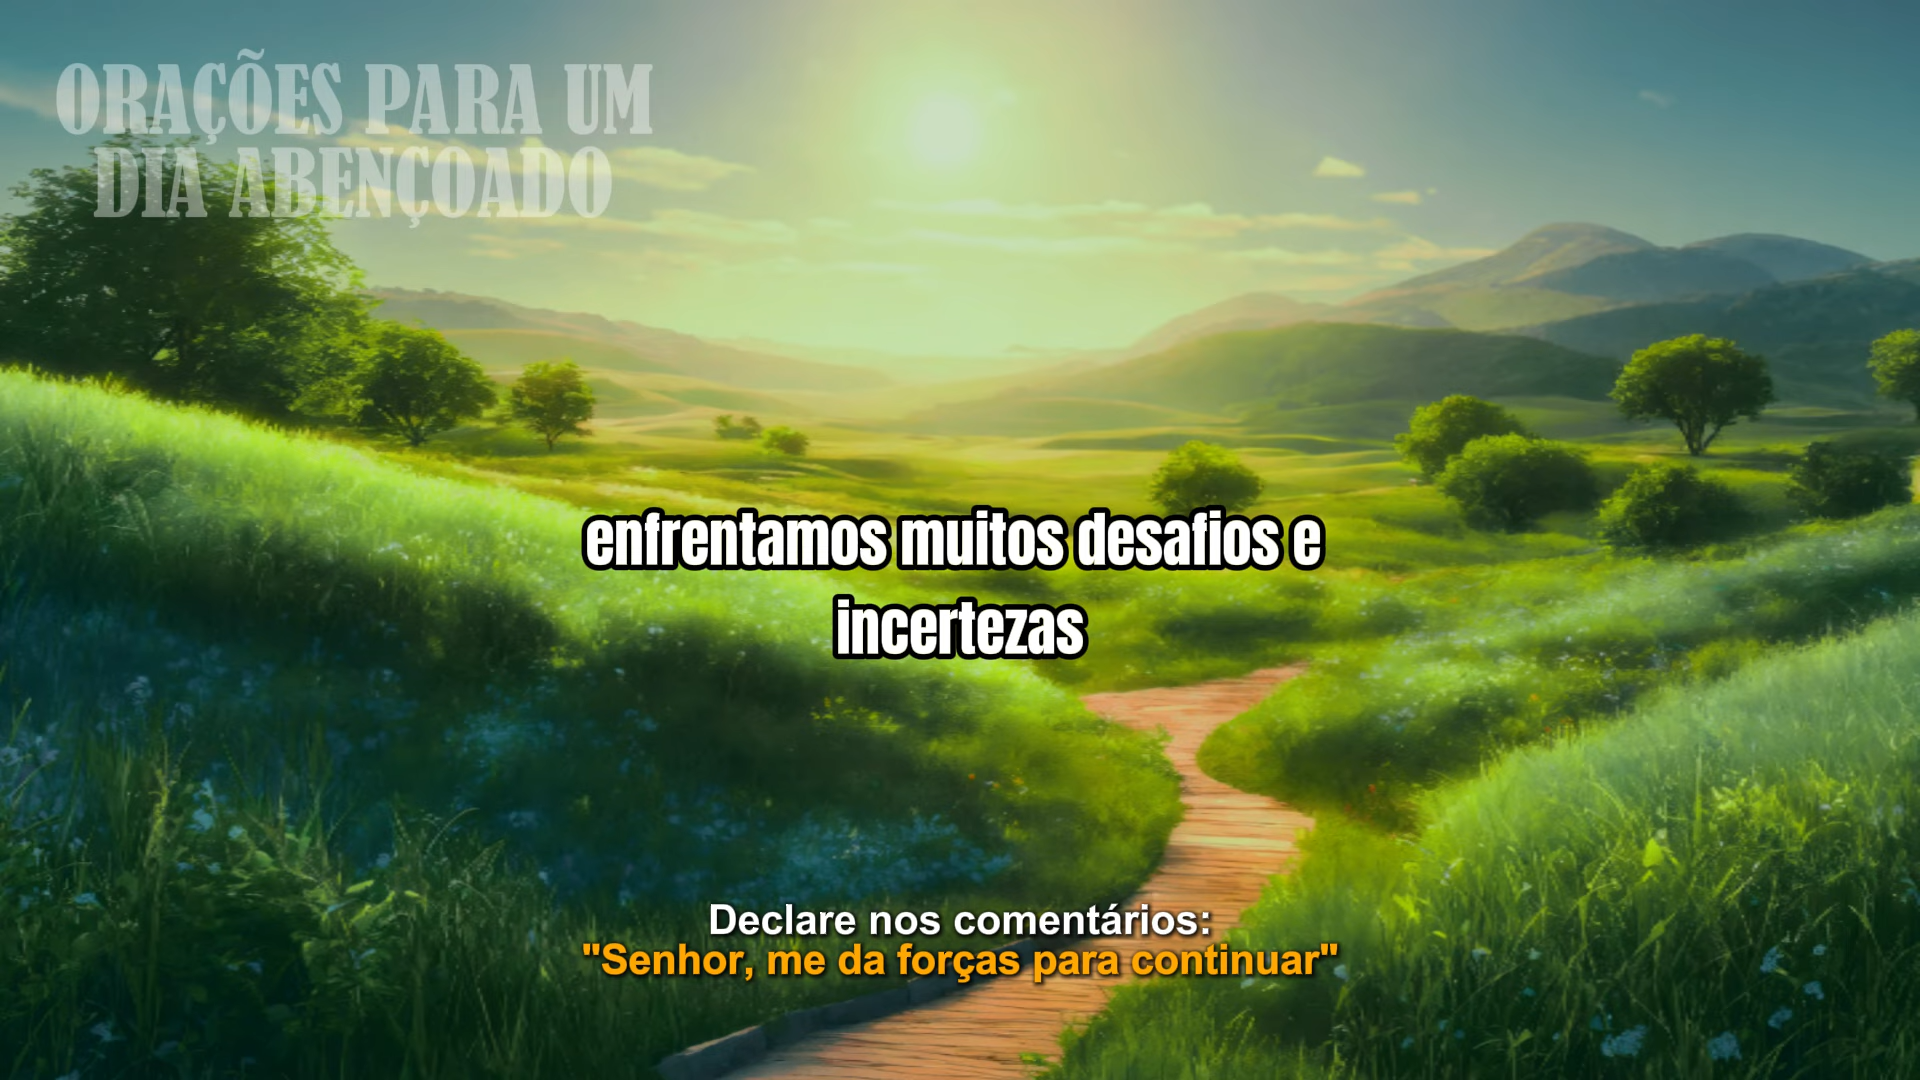 ORAÇÕES PARA UM
DIA ABENÇOADO
enfrentamos muitos desafios e
incertezas
Declare nos comentários:
"Senhor, me da forças para continuar"